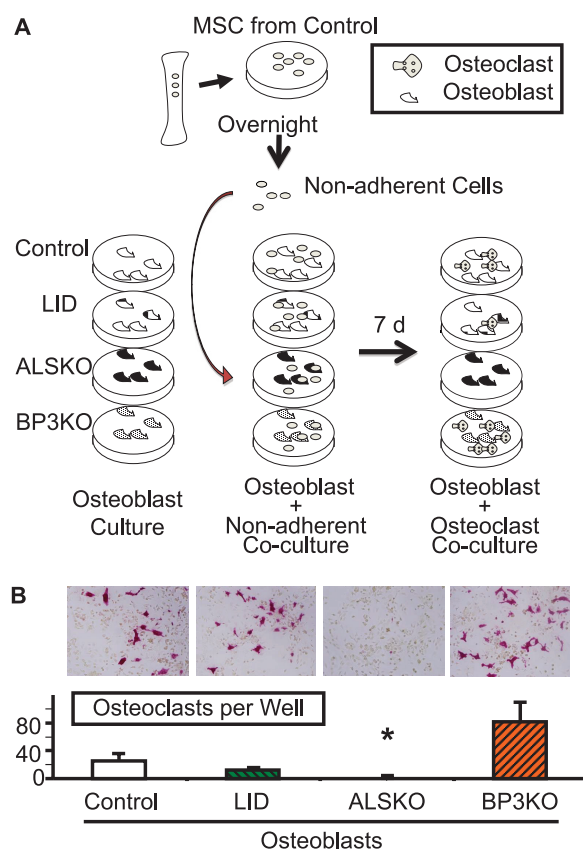 A
MSC from Control
Osteoclast
Osteoblast
Overnight
Non-adherent Cells
Control
LID
ALSKO
BP3KO
7 d
Osteoblast
Culture
Osteoblast
+
Non-adherent
Co-culture
Osteoblast
+
Osteoclast
Co-culture
B
Osteoclasts per Well
80
40
0
*
Control
LID
ALSKO
BP3KO
Osteoblasts